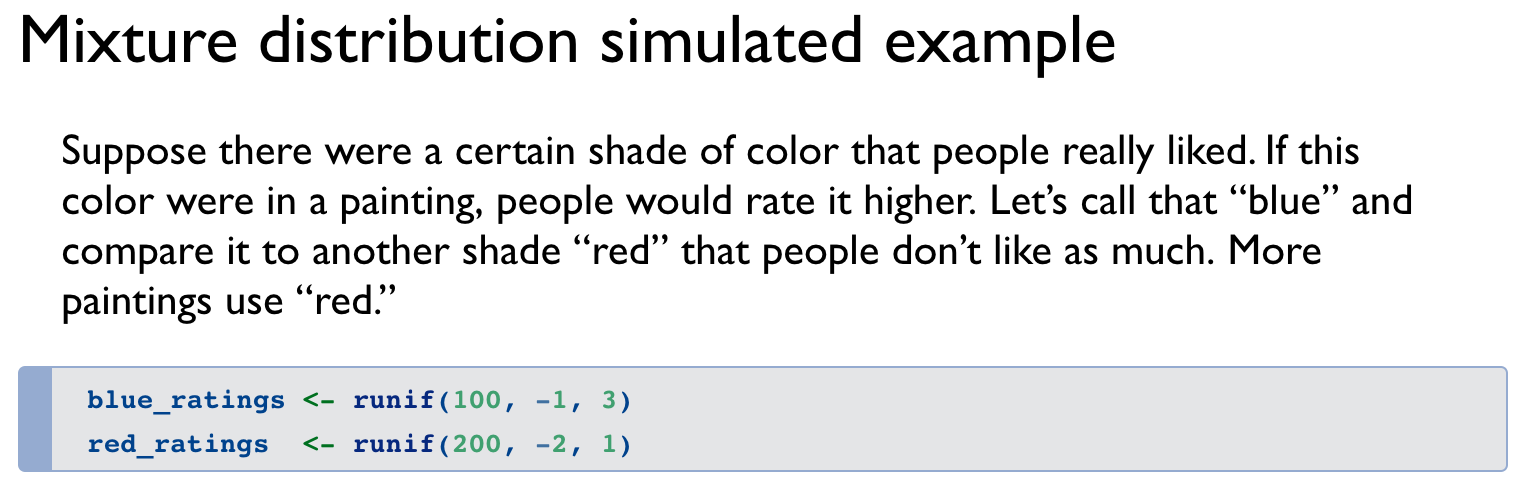 Mixture distribution simulated example
Suppose there were a certain shade of color that people really liked. If this
color were in a painting, people would rate it higher. Let’s call that “blue” and
compare it to another shade “red” that people don’t like as much. More
paintings use “red.”
blue_ratings <- runif(100, -1, 3)
red_ratings  <- runif(200, -2, 1)